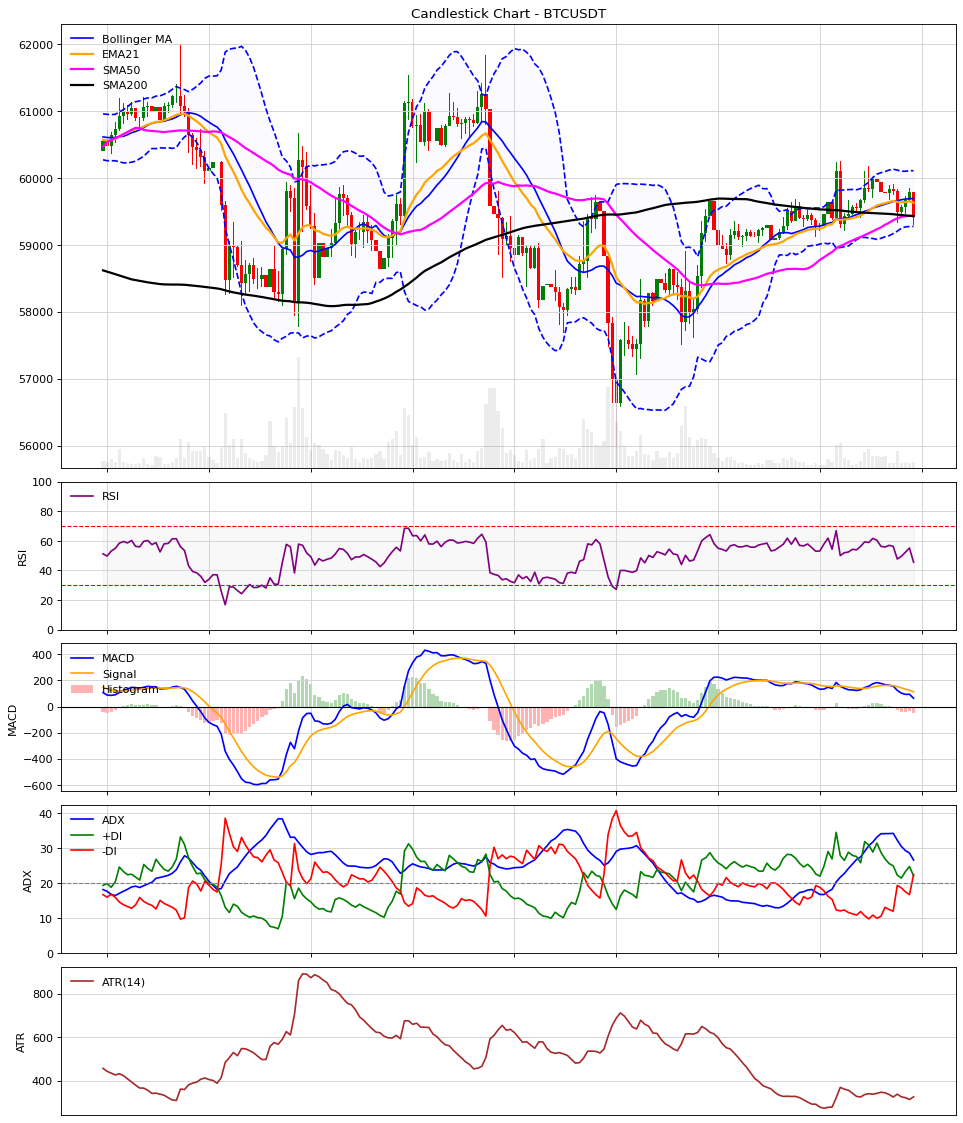 Candlestick Chart - BTCUSDT
62000
61000
60000
59000
58000
57000
56000
Bollinger MA
EMA21
SMA50
SMA200
100
80
60
40
20
0
RSI
RSI
400
200
0
−200
−400
−600
MACD
MACD
Signal
Histogram
40
30
20
10
0
ADX
ADX
+DI
-DI
800
600
400
ATR
ATR(14)